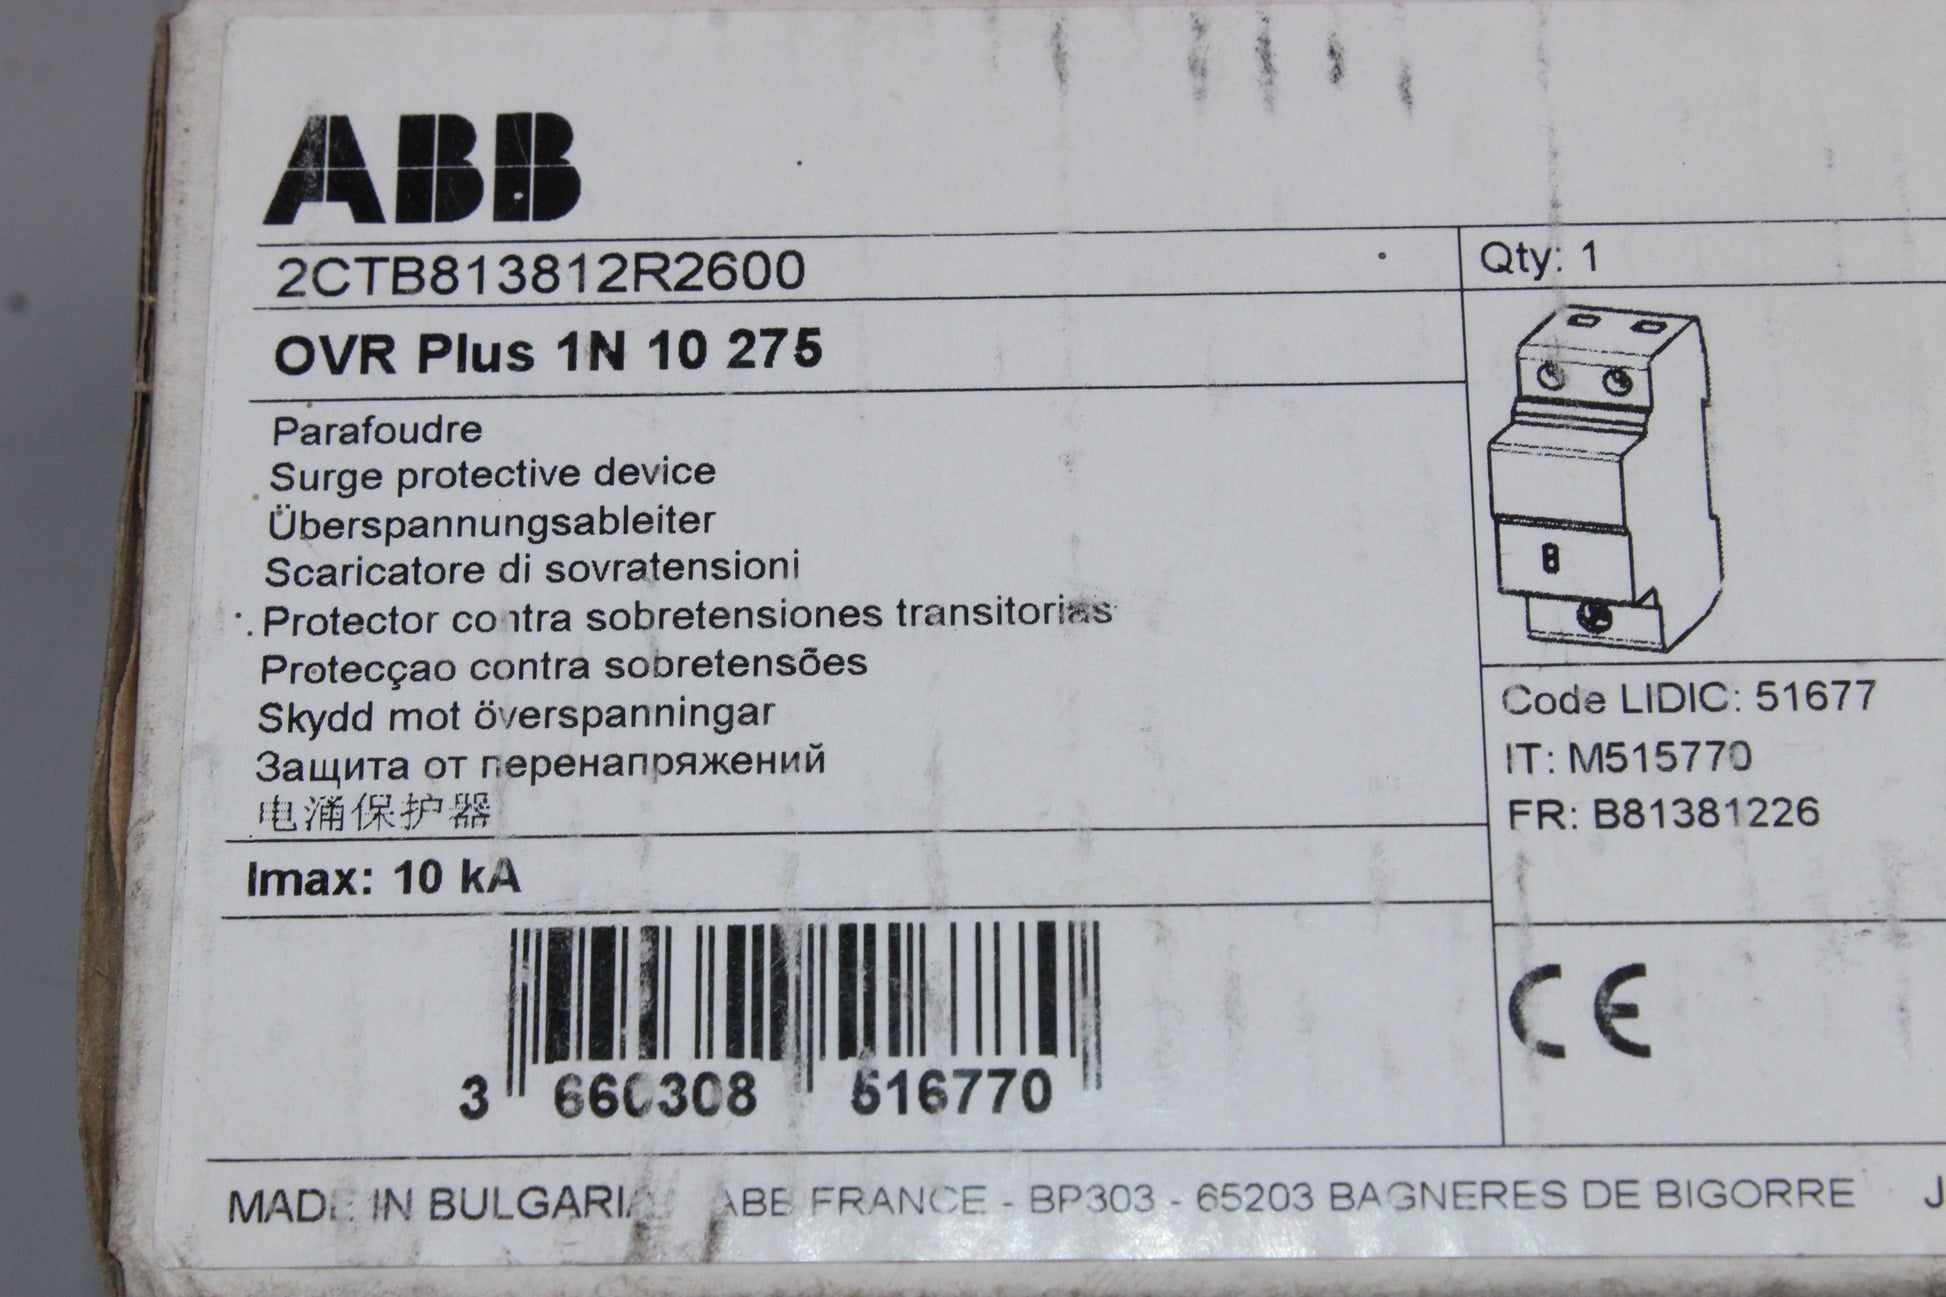 ABB
2CTB813812R2600
Qty: 1
OVR Plus 1N 10 275
Parafoudre
Surge protective device
Überspannungsableiter
Scaricatore di sovratensioni
Protector contra sobretensiones transitorias
Protecçao contra sobretensões
Skydd mot överspanningar
Защита от перенапряжений
电涌保护器
Code LIDIC: 51677
IT: M515770
FR: B81381226
Imax: 10 kA
CE
3 660308 516770
MADE IN BULGARIA ABB FRANCE - BP303 - 65203 BAGNERES DE BIGORRE